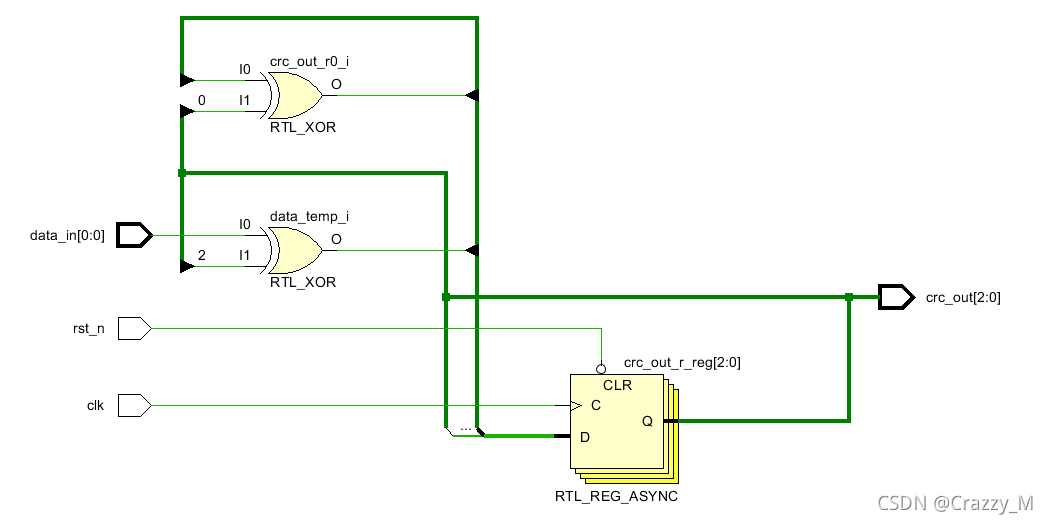 crc_out_r0_i
I0
O
0
I1
RTL_XOR
data_temp_i
data_in[0:0]
I0
O
2
I1
RTL_XOR
crc_out[2:0]
rst_n
crc_out_r_reg[2:0]
CLR
clk
C
Q
...
D
RTL_REG_ASYNC
CSDN @Crazzy_M